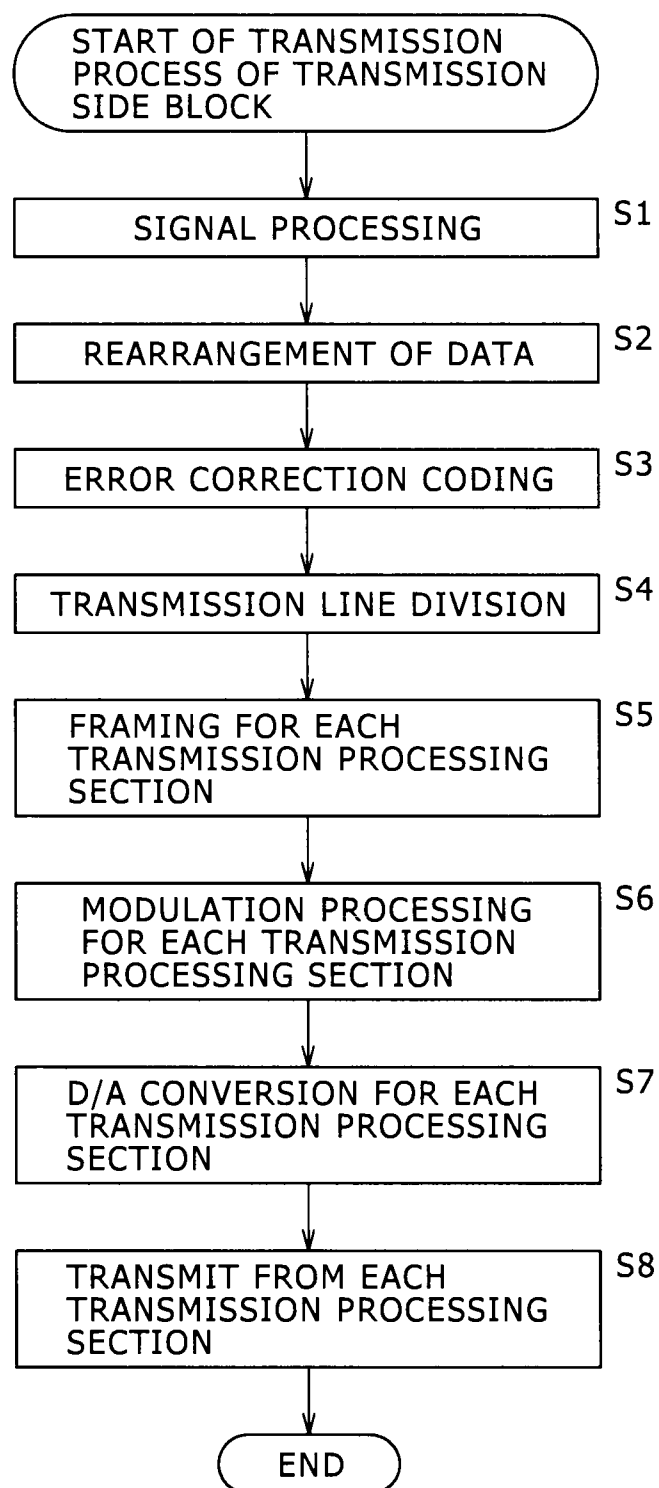 START OF TRANSMISSION
PROCESS OF TRANSMISSION
SIDE BLOCK
SIGNAL PROCESSING
S1
REARRANGEMENT OF DATA
S2
ERROR CORRECTION CODING
S3
TRANSMISSION LINE DIVISION
S4
FRAMING FOR EACH
TRANSMISSION PROCESSING
SECTION
S5
MODULATION PROCESSING
FOR EACH TRANSMISSION
PROCESSING SECTION
S6
D/A CONVERSION FOR EACH
TRANSMISSION PROCESSING
SECTION
S7
TRANSMIT FROM EACH
TRANSMISSION PROCESSING
SECTION
S8
END